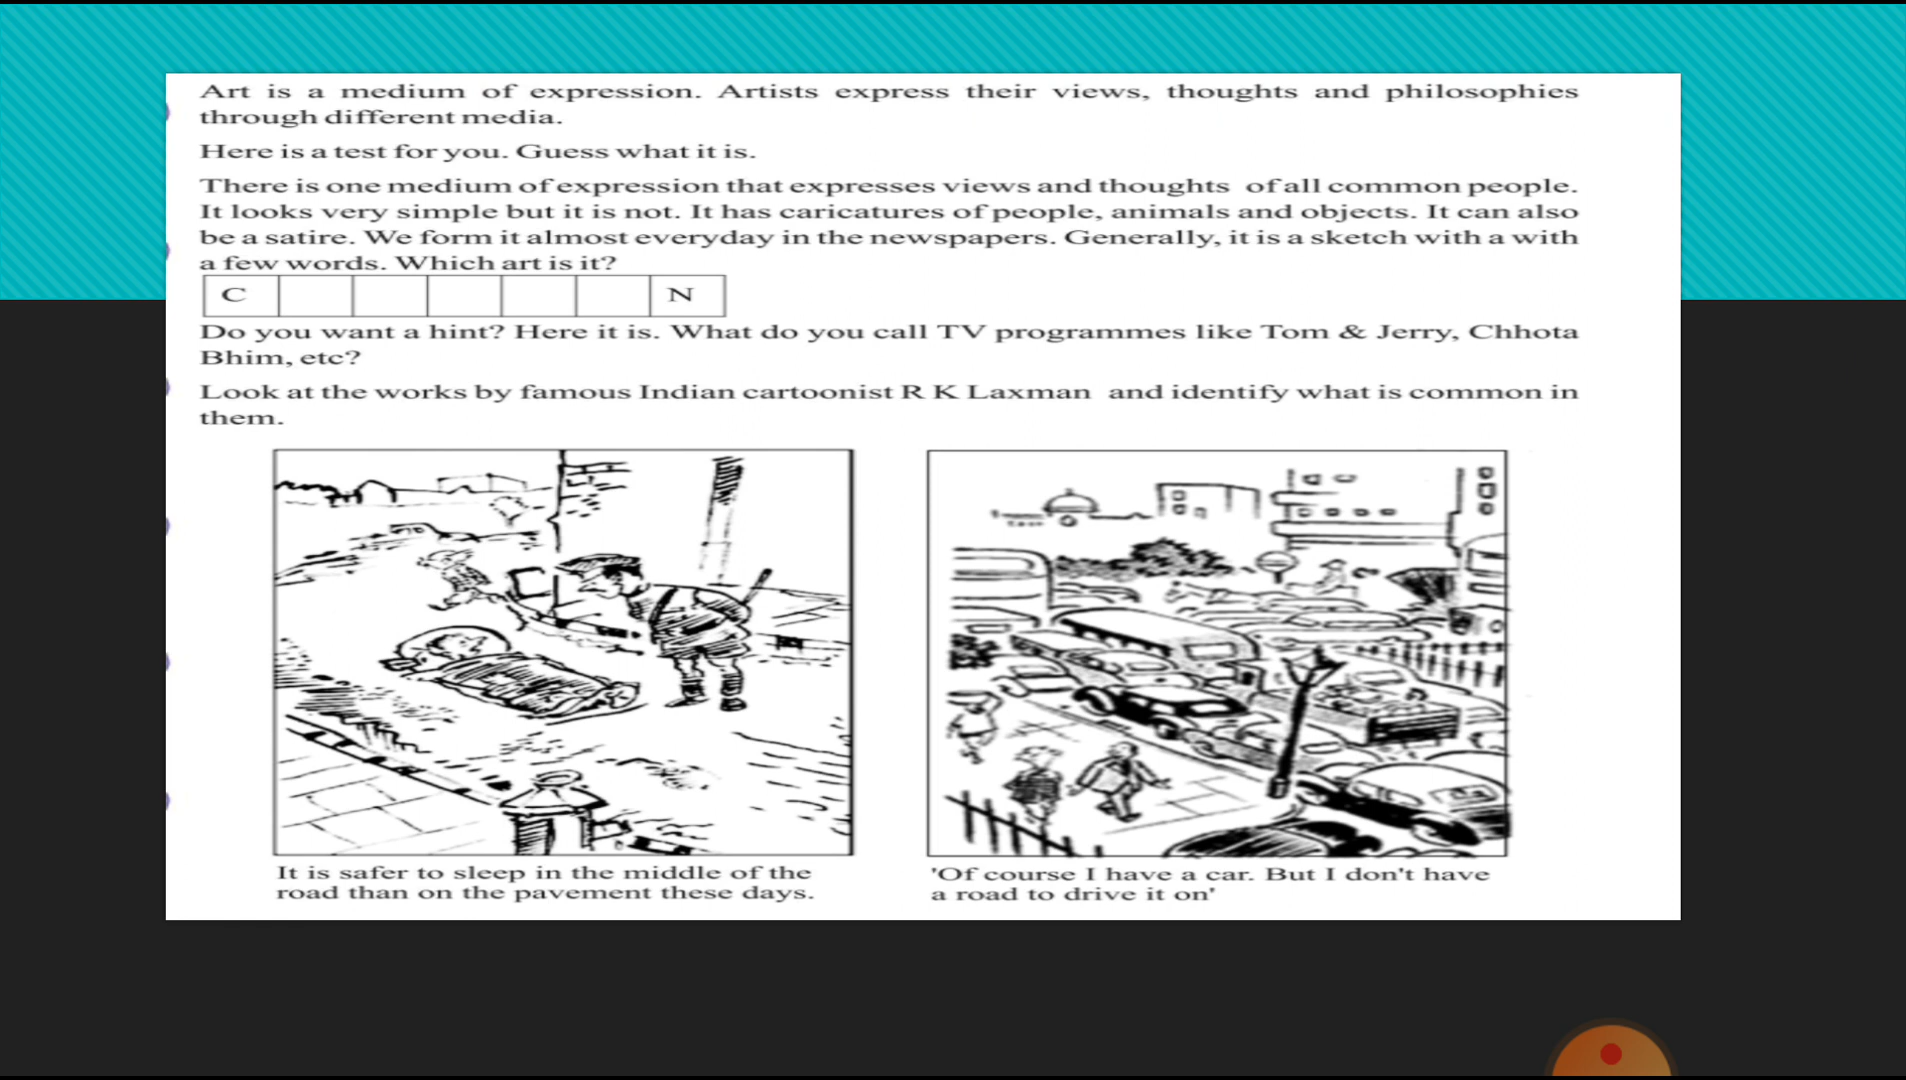 Art is a medium of expression. Artists express their views, thoughts and philosophies
through different media.
Here is a test for you. Guess what it is.
There is one medium of expression that expresses views and thoughts of all common people.
It looks very simple but it is not. It has caricatures of people, animals and objects. It can also
be a satire. We form it almost everyday in the newspapers. Generally, it is a sketch with a with
a few words. Which art is it?
C N
Do you want a hint? Here it is. What do you call TV programmes like Tom & Jerry, Chhota
Bhim, etc?
Look at the works by famous Indian cartoonist R K Laxman and identify what is common in
them.
It is safer to sleep in the middle of the
road than on the pavement these days.
'Of course I have a car. But I don't have
a road to drive it on'